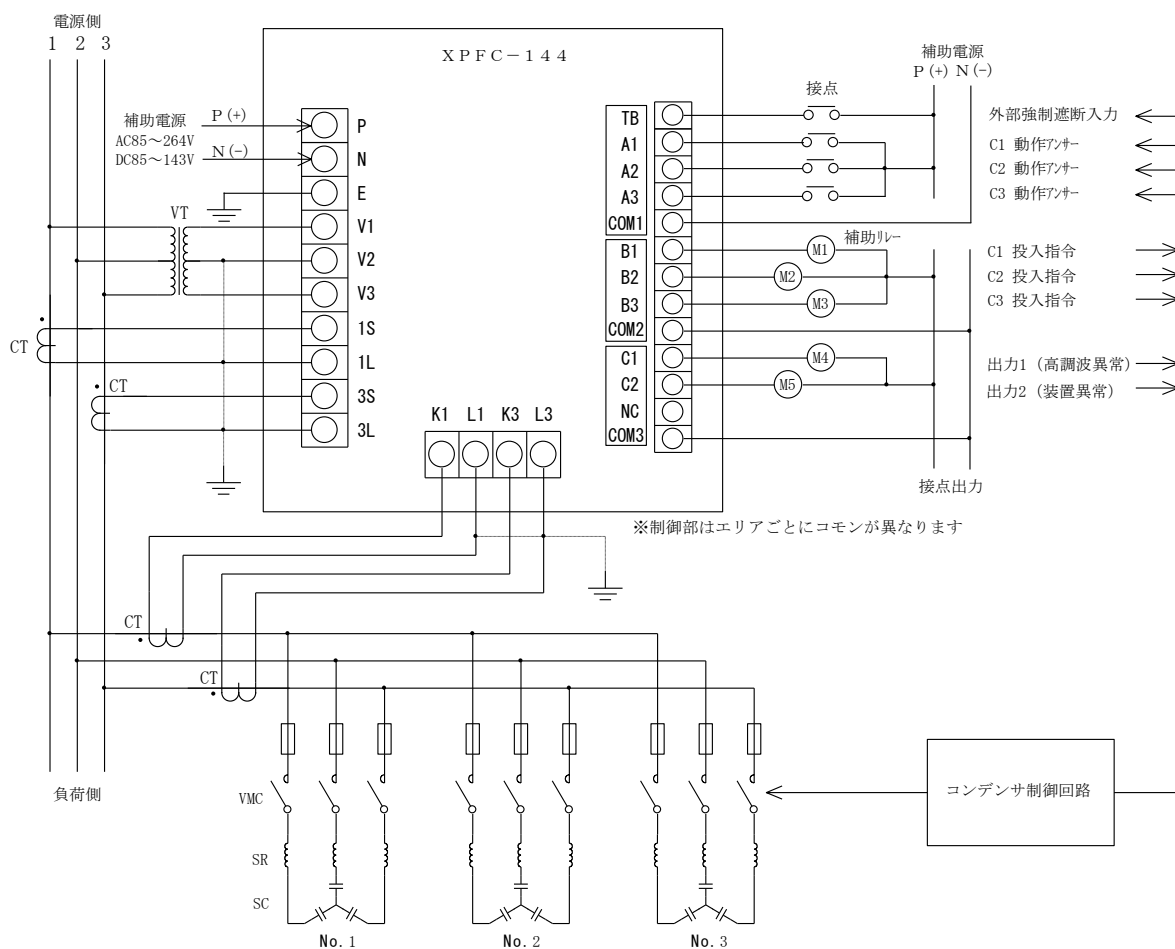 電源側
1 2 3
XPFC－144
補助電源
P(+) N(-)
補助電源
AC85～264V
DC85～143V
P(+)
N(-)
P
N
E
V1
V2
V3
1S
1L
3S
3L
VT
CT
CT
K1 L1 K3 L3
TB
A1
A2
A3
COM1
B1
B2
B3
COM2
C1
C2
NC
COM3
接点
補助ﾘﾚｰ
M1
M2
M3
M4
M5
接点出力
外部強制遮断入力
C1 動作ｱﾝｻｰ
C2 動作ｱﾝｻｰ
C3 動作ｱﾝｻｰ
C1 投入指令
C2 投入指令
C3 投入指令
出力1（高調波異常）
出力2（装置異常）
※制御部はエリアごとにコモンが異なります
CT
CT
負荷側
VMC
SR
SC
No.1 No.2 No.3
コンデンサ制御回路